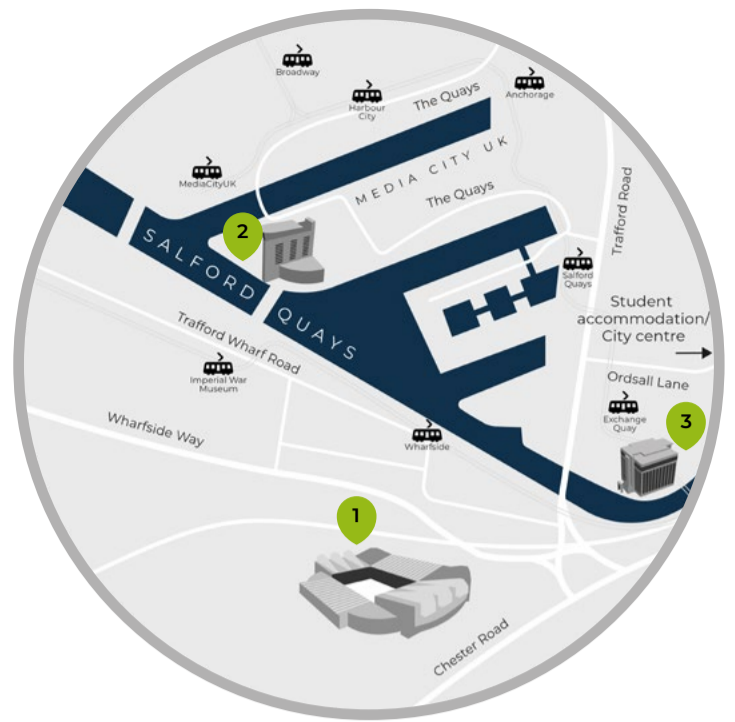 Broadway
The Quays
Anchorage
Harbour
City
MediaCityUK
MEDIA CITY UK
The Quays
Trafford Road
2
SALFORD
QUAYS
Salford
Quays
Student
accommodation/
City centre
Trafford Wharf Road
Imperial War
Museum
Ordsall Lane
Wharfside Way
Wharfside
Exchange
Quay
3
1
Chester Road